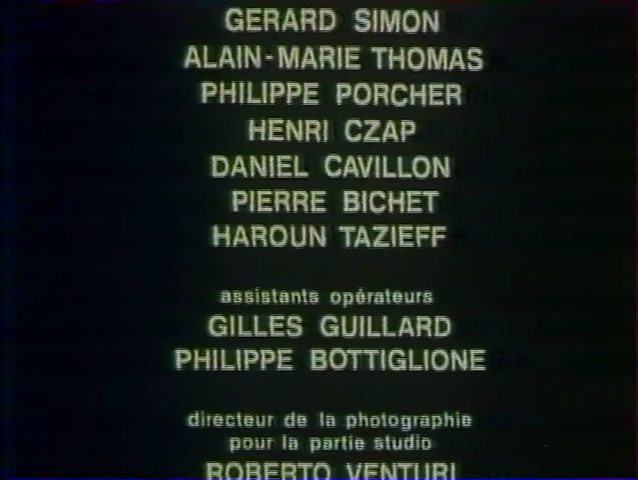 GERARD SIMON
ALAIN-MARIE THOMAS
PHILIPPE PORCHER
HENRI CZAP
DANIEL CAVILLON
PIERRE BICHET
HAROUN TAZIEFF
assistants opérateurs
GILLES GUILLARD
PHILIPPE BOTTIGLIONE
directeur de la photographie
pour la partie studio
ROBERTO VENTURI